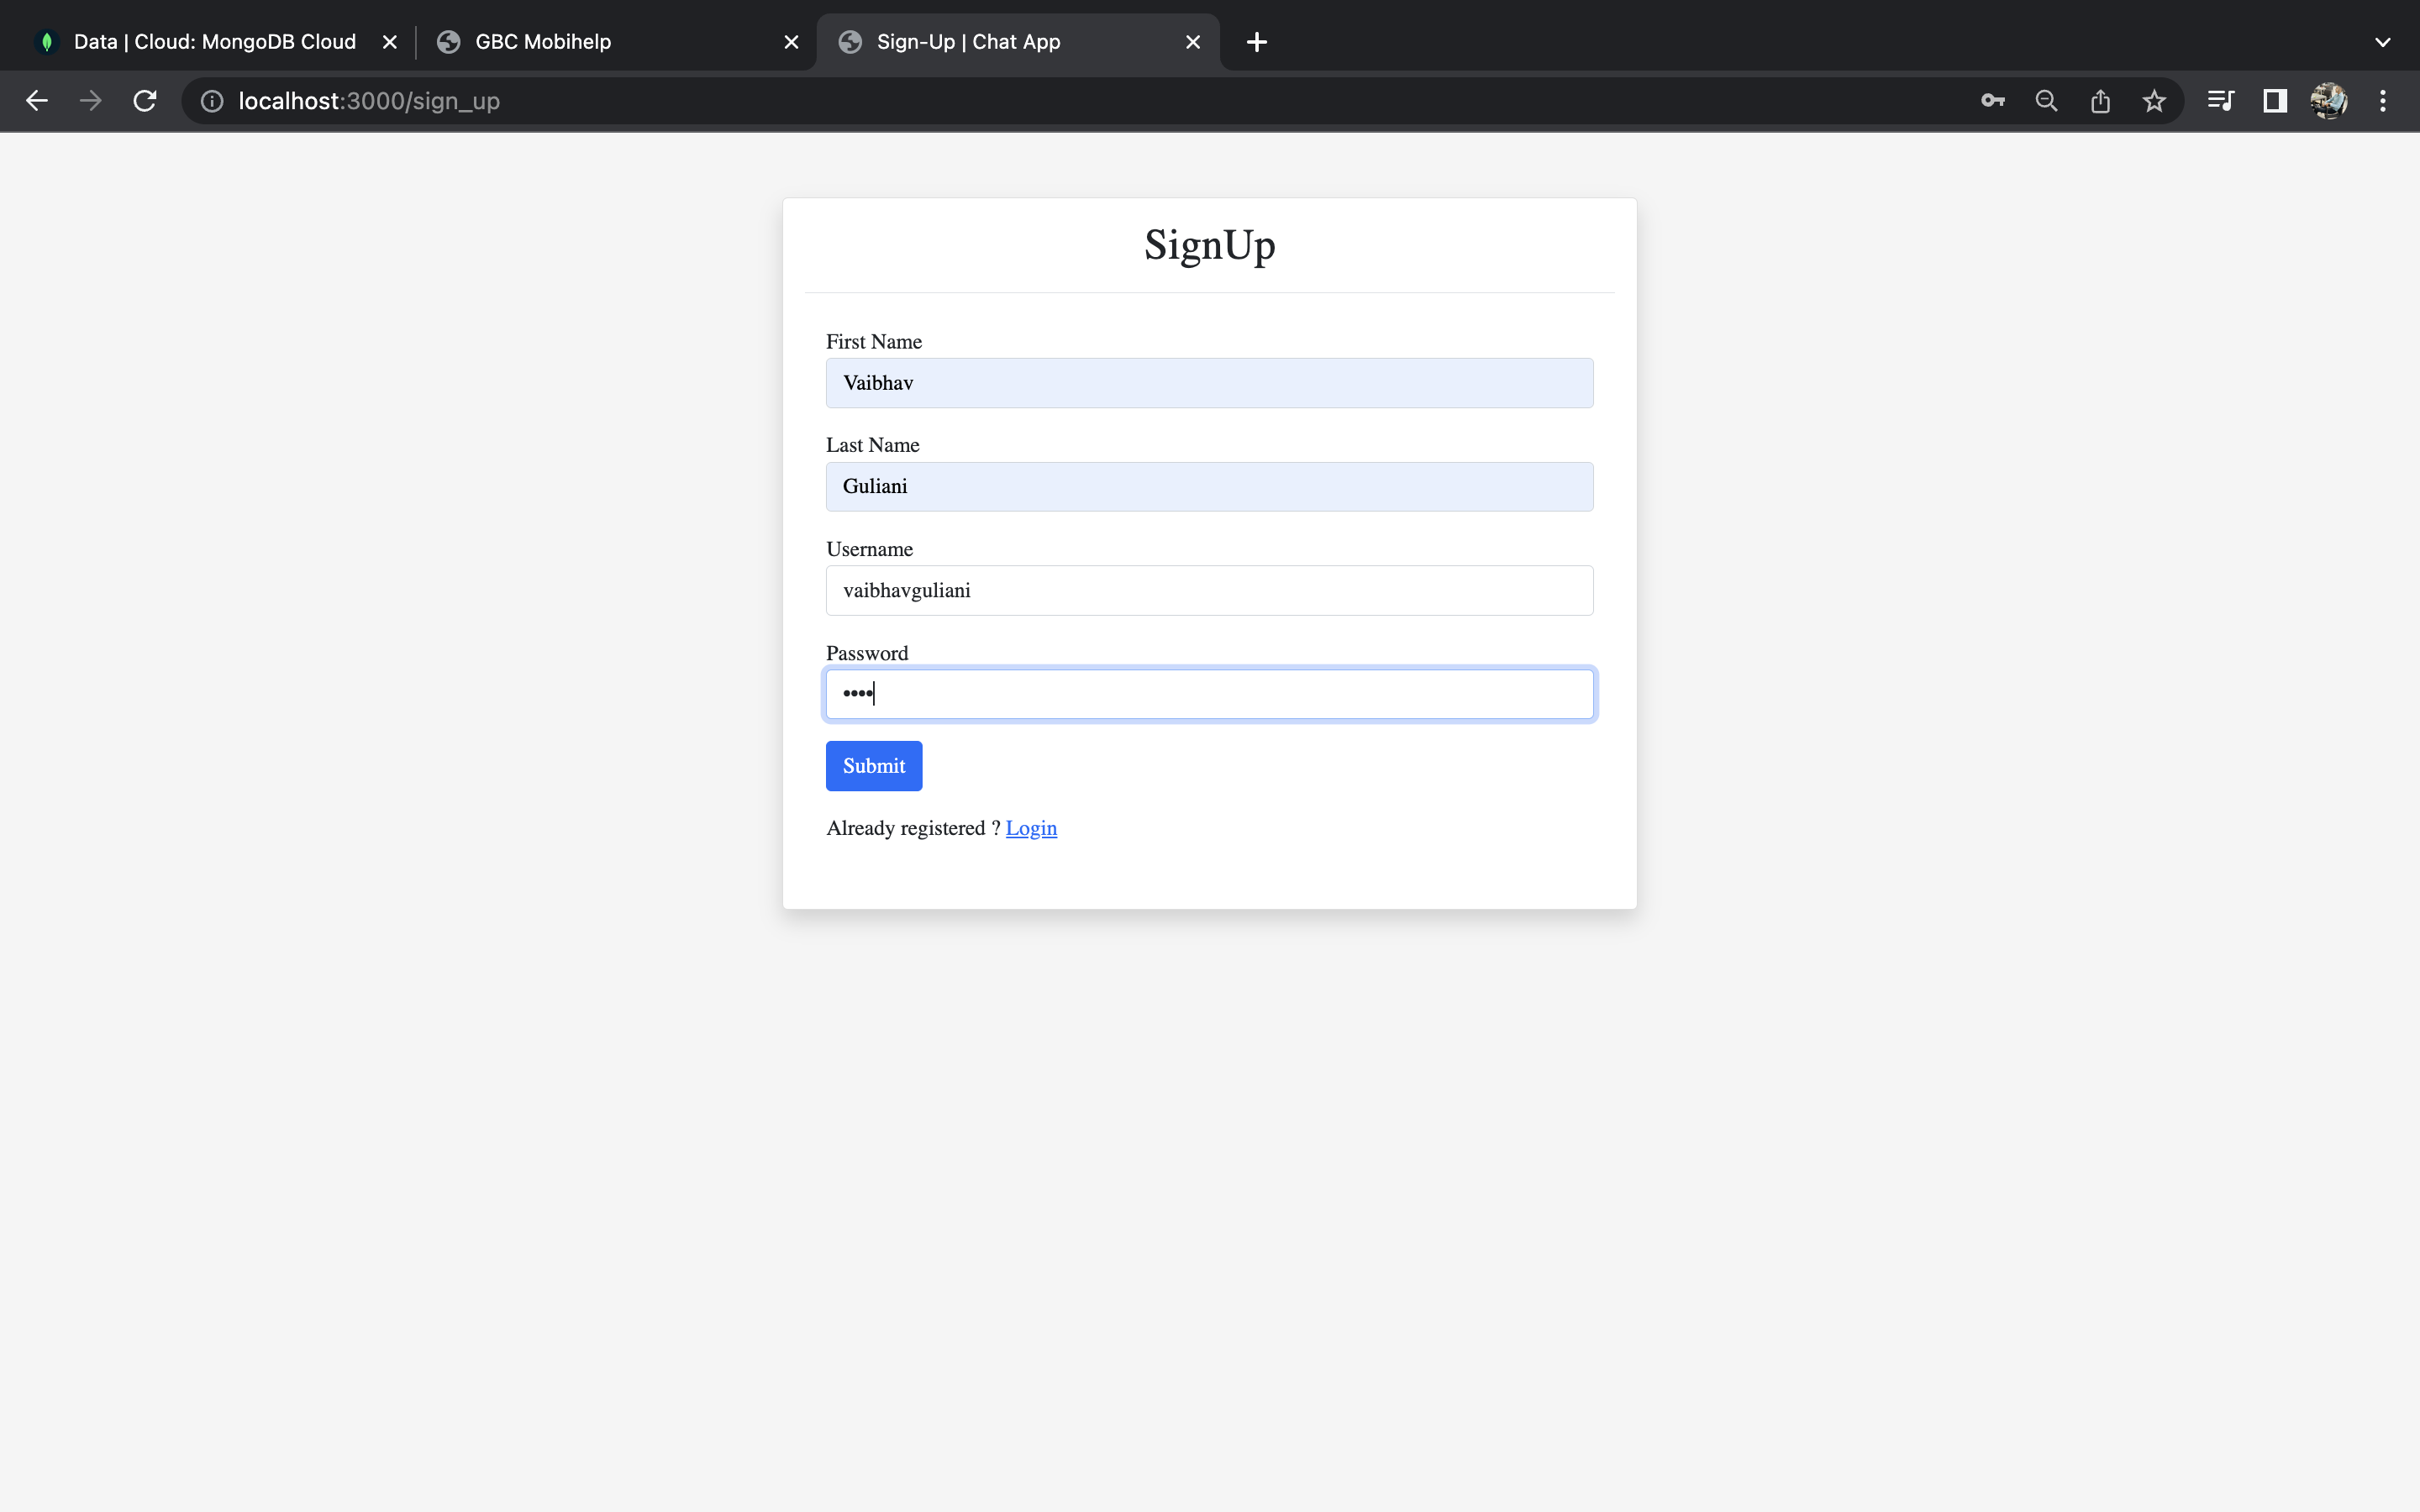 Data | Cloud: MongoDB Cloud
GBC Mobihelp
Sign-Up | Chat App
localhost:3000/sign_up
SignUp
First Name
Vaibhav
Last Name
Guliani
Username
vaibhavguliani
Password
••••
Submit
Already registered ? Login